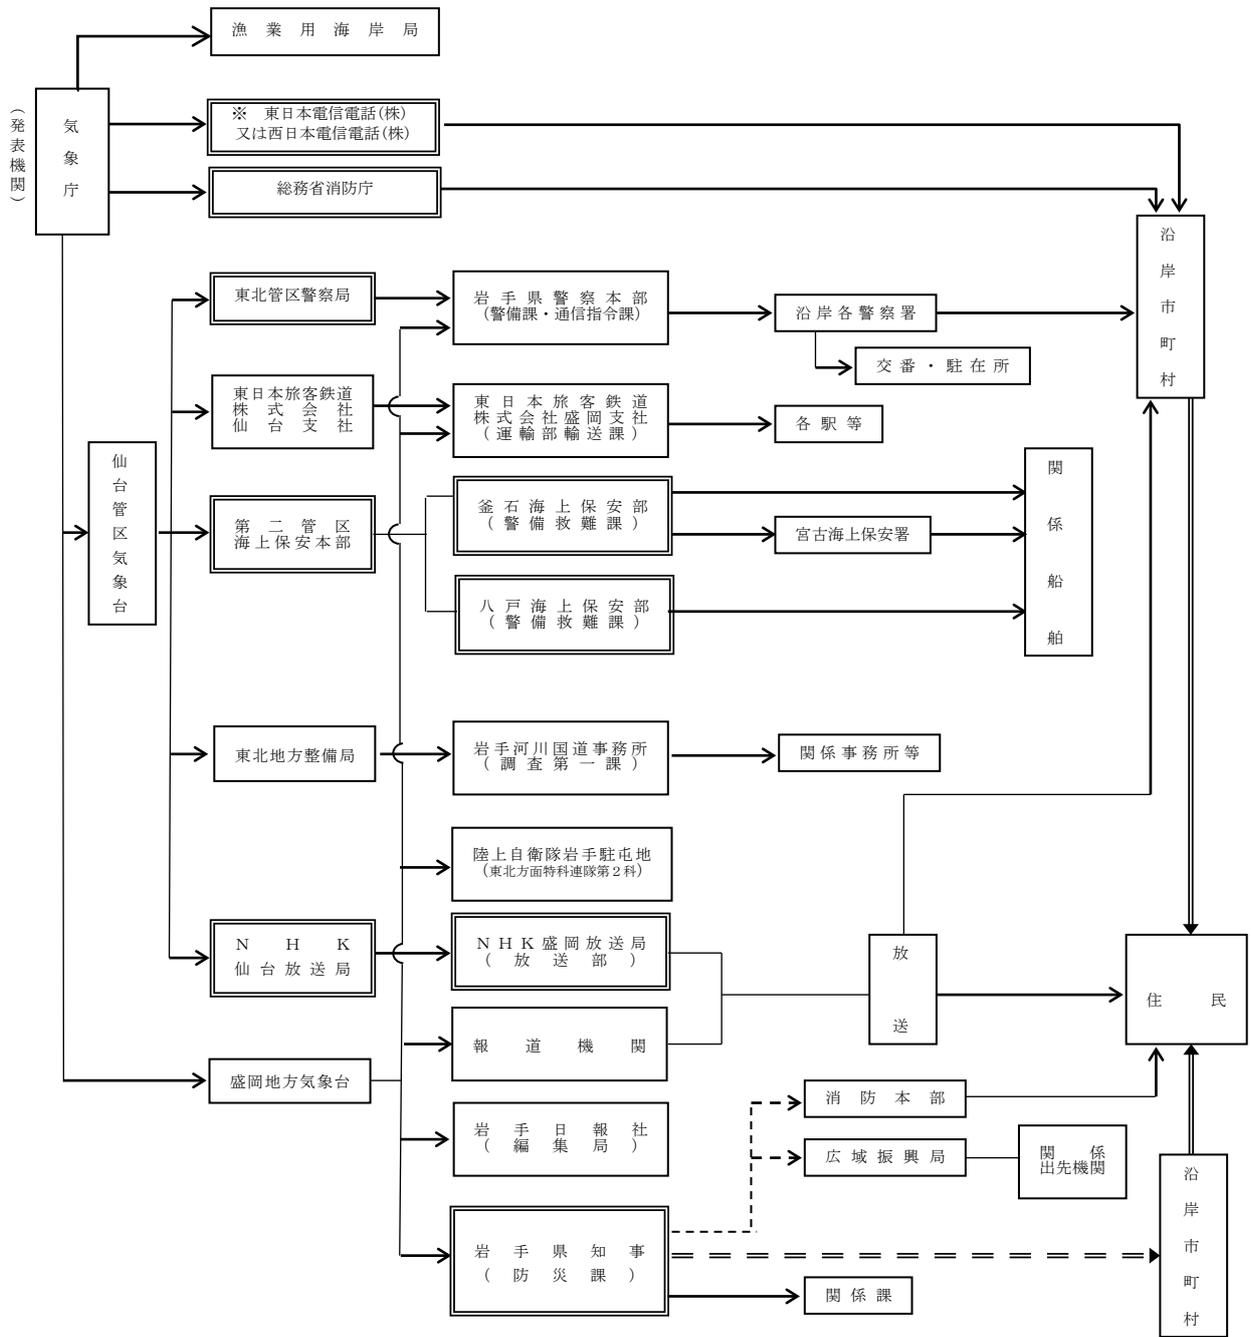 漁業用海岸局
（発表機関）
気象庁
※ 東日本電信電話(株)
又は西日本電信電話(株)
総務省消防庁
沿岸市町村
東北管区警察局
岩手県警察本部
(警備課・通信指令課)
沿岸各警察署
交番・駐在所
東日本旅客鉄道
株式会社
仙台支社
東日本旅客鉄道
株式会社盛岡支社
(運輸部輸送課)
各駅等
仙台管区気象台
第二管区
海上保安本部
釜石海上保安部
(警備救難課)
宮古海上保安署
関係船舶
八戸海上保安部
(警備救難課)
東北地方整備局
岩手河川国道事務所
(調査第一課)
関係事務所等
陸上自衛隊岩手駐屯地
(東北方面特科連隊第２科)
ＮＨＫ
仙台放送局
ＮＨＫ盛岡放送局
(放送部)
放送
住民
報道機関
盛岡地方気象台
消防本部
岩手日報社
(編集局)
広域振興局
関係
出先機関
沿岸市町村
岩手県知事
(防災課)
関係課